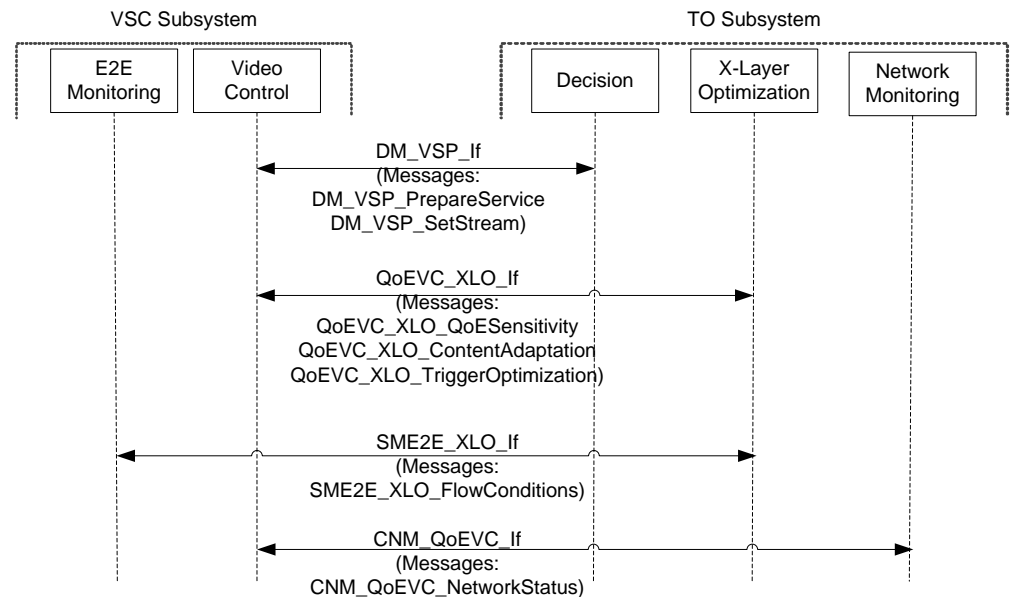 VSC Subsystem
TO Subsystem
E2E
Monitoring
Video
Control
Decision
X-Layer
Optimization
Network
Monitoring
DM_VSP_If
(Messages:
DM_VSP_PrepareService
DM_VSP_SetStream)
QoEVC_XLO_If
(Messages:
QoEVC_XLO_QoESensitivity
QoEVC_XLO_ContentAdaptation
QoEVC_XLO_TriggerOptimization)
SME2E_XLO_If
(Messages:
SME2E_XLO_FlowConditions)
CNM_QoEVC_If
(Messages:
CNM_QoEVC_NetworkStatus)